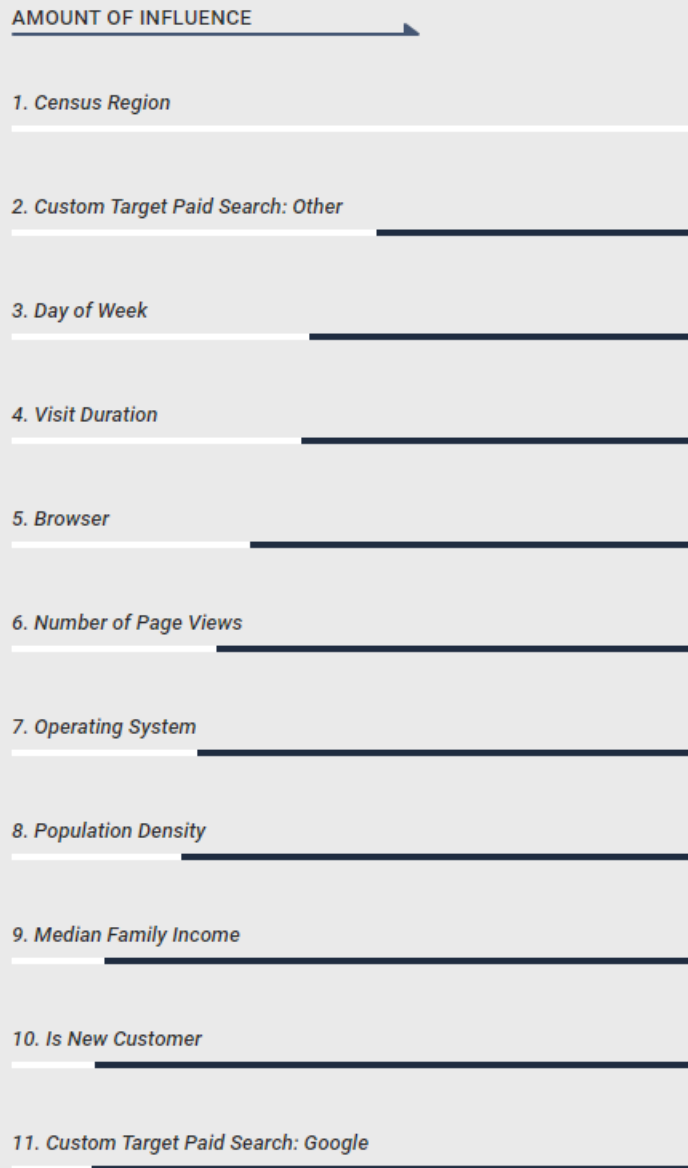 AMOUNT OF INFLUENCE
1. Census Region
2. Custom Target Paid Search: Other
3. Day of Week
4. Visit Duration
5. Browser
6. Number of Page Views
7. Operating System
8. Population Density
9. Median Family Income
10. Is New Customer
11. Custom Target Paid Search: Google